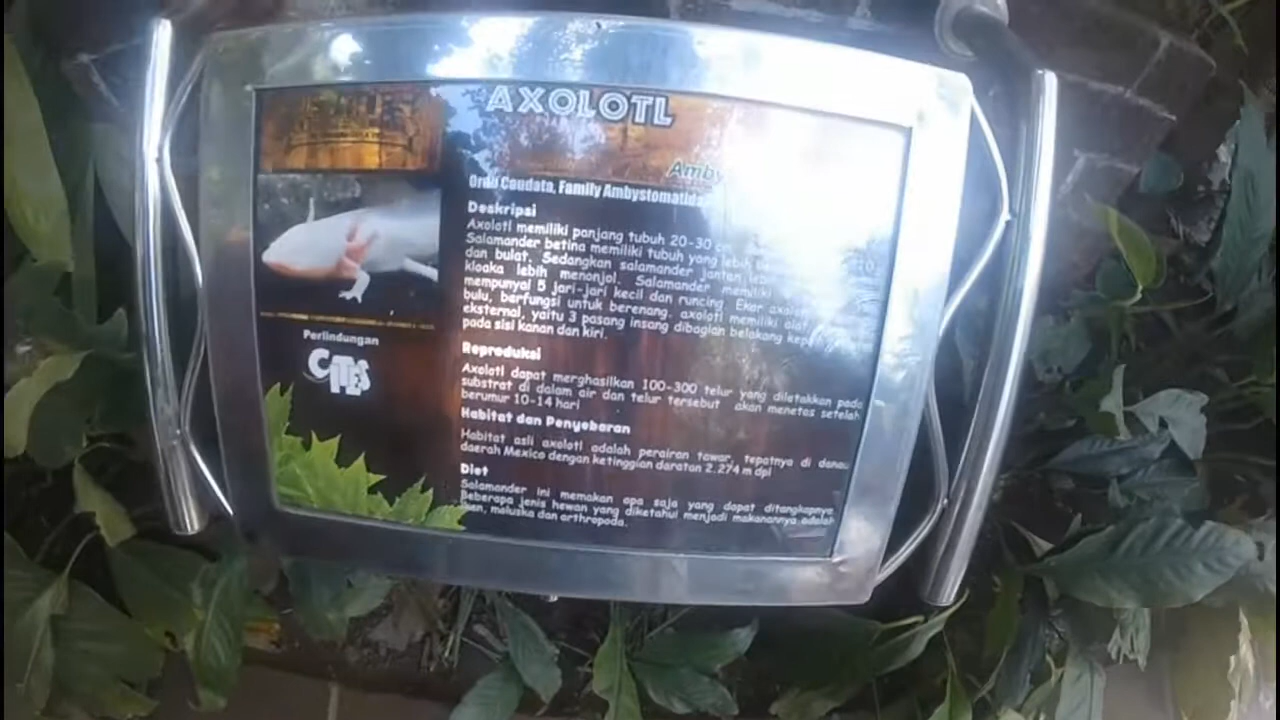 AXOLOTL
Amby
Ordo Caudata, Family Ambystomatida
Deskripsi
Axolotl memiliki panjang tubuh 20-30 cm
Salamander betina memiliki tubuh yang lebih
dan bulat. Sedangkan salamander jantan
kloaka lebih menonjol. Salamander memiliki
mempunyai 5 jari-jari kecil dan runcing. Ekor
bulu, berfungsi untuk berenang. axolotl memiliki
eksternal, yaitu 3 pasang insang dibagian belakang
pada sisi kanan dan kiri.
Reproduksi
Axolotl dapat merghasilkan 100-300 telur yang diletakkan pada
substrat di dalam air dan telur tersebut akan menetas setelah
berumur 10-14 hari
Habitat dan Penyebaran
Habitat asli axolotl adalah perairan tawar, tepatnya di danau
daerah Mexico dengan ketinggian daratan 2.274 m dpl
Diet
Salamander ini memakan apa saja yang dapat ditangkapnya.
Beberapa jenis hewan yang diketahui menjadi makanannya adalah
ikan, moluska dan arthropoda.
Perlindungan
CITES